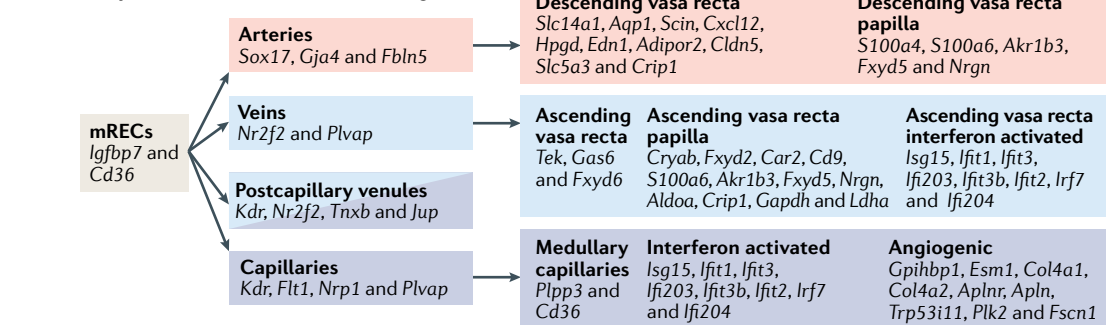 Descending vasa recta
Slc14a1, Aqp1, Scin, Cxcl12,
Hpgd, Edn1, Adipor2, Cldn5,
Slc5a3 and Crip1
Descending vasa recta
papilla
S100a4, S100a6, Akr1b3,
Fxyd5 and Nrgn
Arteries
Sox17, Gja4 and Fbln5
mRECs
Igfbp7 and
Cd36
Veins
Nr2f2 and Plvap
Ascending
vasa recta
Tek, Gas6
and Fxyd6
Ascending vasa recta
papilla
Cryab, Fxyd2, Car2, Cd9,
S100a6, Akr1b3, Fxyd5, Nrgn,
Aldoa, Crip1, Gapdh and Ldha
Ascending vasa recta
interferon activated
Isg15, Ifit1, Ifit3,
Ifi203, Ifit3b, Ifit2, Irf7
and Ifi204
Postcapillary venules
Kdr, Nr2f2, Tnxb and Jup
Capillaries
Kdr, Flt1, Nrp1 and Plvap
Medullary
capillaries
Plpp3 and
Cd36
Interferon activated
Isg15, Ifit1, Ifit3,
Ifi203, Ifit3b, Ifit2, Irf7
and Ifi204
Angiogenic
Gpihbp1, Esm1, Col4a1,
Col4a2, Aplnr, Apln,
Trp53i11, Plk2 and Fscn1